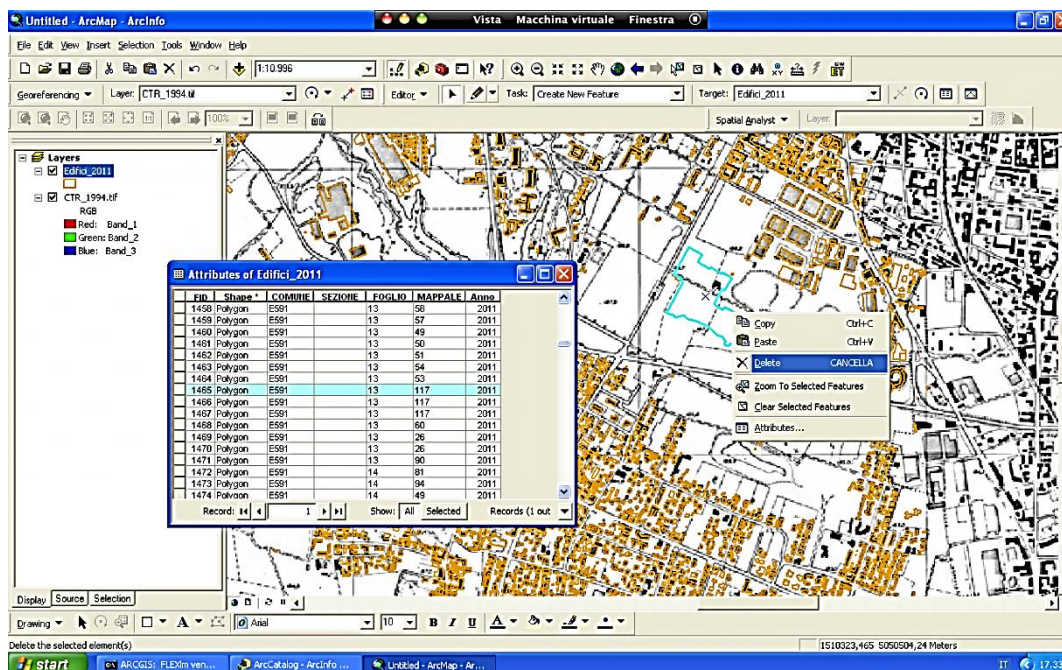 Untitled - ArcMap - ArcInfo
Vista Macchina virtuale Finestra
File Edit View Insert Selection Tools Window Help
1:10.996
Georeferencing Layer: CTR_1994.tif Editor Task: Create New Feature Target: Edifici_2011
100% Spatial Analyst Layer:
Layers
Edifici_2011
CTR_1994.tif
RGB
Red: Band_1
Green: Band_2
Blue: Band_3
Attributes of Edifici_2011
FID Shape * COMUNE SEZIONE FOGLIO MAPPALE Anno
1458 Polygon E591 13 58 2011
1459 Polygon E591 13 57 2011
1460 Polygon E591 13 49 2011
1461 Polygon E591 13 50 2011
1462 Polygon E591 13 51 2011
1463 Polygon E591 13 54 2011
1464 Polygon E591 13 53 2011
1465 Polygon E591 13 117 2011
1466 Polygon E591 13 117 2011
1467 Polygon E591 13 117 2011
1468 Polygon E591 13 60 2011
1469 Polygon E591 13 26 2011
1470 Polygon E591 13 26 2011
1471 Polygon E591 13 90 2011
1472 Polygon E591 14 81 2011
1473 Polygon E591 14 94 2011
1474 Polygon E591 14 49 2011
Record: 1 Show: All Selected Records (1 out
Copy Ctrl+C
Paste Ctrl+V
Delete CANCELLA
Zoom To Selected Features
Clear Selected Features
Attributes...
Display Source Selection
Drawing A Arial 10 B I U A
Delete the selected element(s) 1510323,465 5050504,24 Meters
start ARCGIS: FLEXlm ven... ArcCatalog - ArcInfo ... Untitled - ArcMap - Ar... IT 17:33